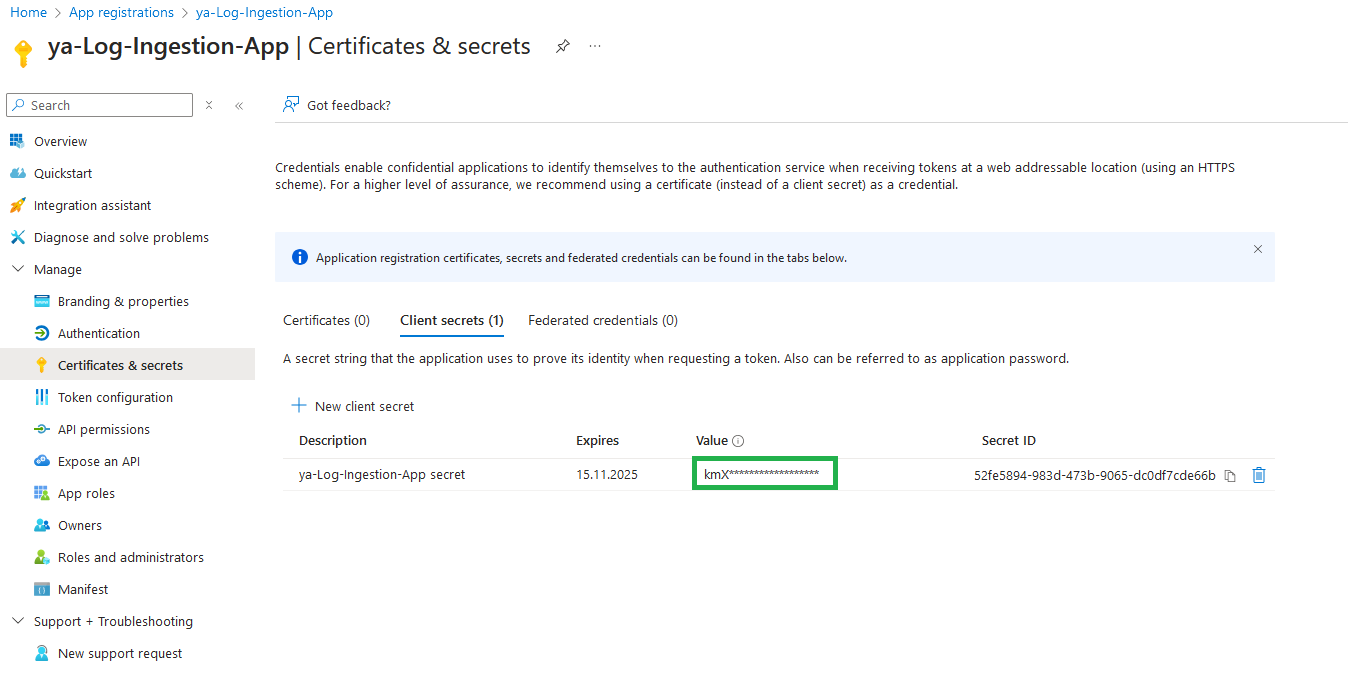 Home > App registrations > ya-Log-Ingestion-App
ya-Log-Ingestion-App | Certificates & secrets
Search
Got feedback?
Overview
Quickstart
Integration assistant
Diagnose and solve problems
Manage
Branding & properties
Authentication
Certificates & secrets
Token configuration
API permissions
Expose an API
App roles
Owners
Roles and administrators
Manifest
Support + Troubleshooting
New support request
Credentials enable confidential applications to identify themselves to the authentication service when receiving tokens at a web addressable location (using an HTTPS
scheme). For a higher level of assurance, we recommend using a certificate (instead of a client secret) as a credential.
Application registration certificates, secrets and federated credentials can be found in the tabs below.
Certificates (0) Client secrets (1) Federated credentials (0)
A secret string that the application uses to prove its identity when requesting a token. Also can be referred to as application password.
New client secret
Description Expires Value Secret ID
ya-Log-Ingestion-App secret 15.11.2025 kmX****************** 52fe5894-983d-473b-9065-dc0df7cde66b